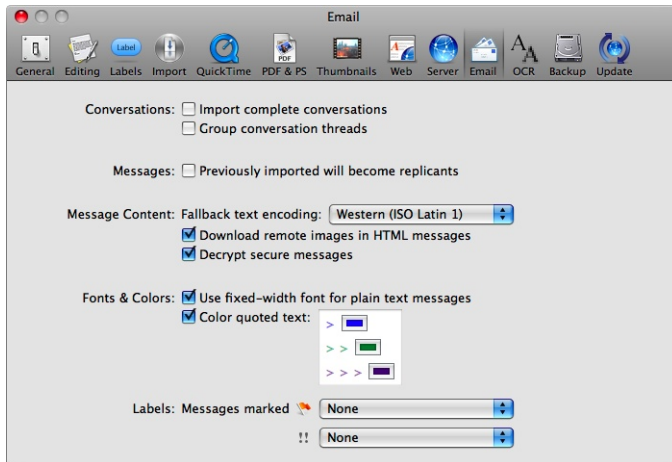 Email
Label
PDF
General Editing Labels Import QuickTime PDF & PS Thumbnails Web Server Email OCR Backup Update
Conversations: Import complete conversations
Group conversation threads
Messages: Previously imported will become replicants
Message Content: Fallback text encoding: Western (ISO Latin 1)
Download remote images in HTML messages
Decrypt secure messages
Fonts & Colors: Use fixed-width font for plain text messages
Color quoted text: >
> >
> > >
Labels: Messages marked None
!! None